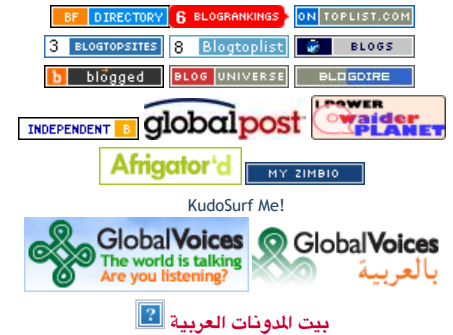 BF DIRECTORY 6 BLOGRANKINGS ON TOPLIST.COM
3 BLOGTOPSITES 8 Blogtoplist BLOGS
b blogged BLOG UNIVERSE BLOGDIRE
INDEPENDENT B globalpost I POWER
waider
PLANET
Afrigator'd MY ZIMBIO
KudoSurf Me!
GlobalVoices
The world is talking
Are you listening?
GlobalVoices
بالعربية
? بيت المدونات العربية